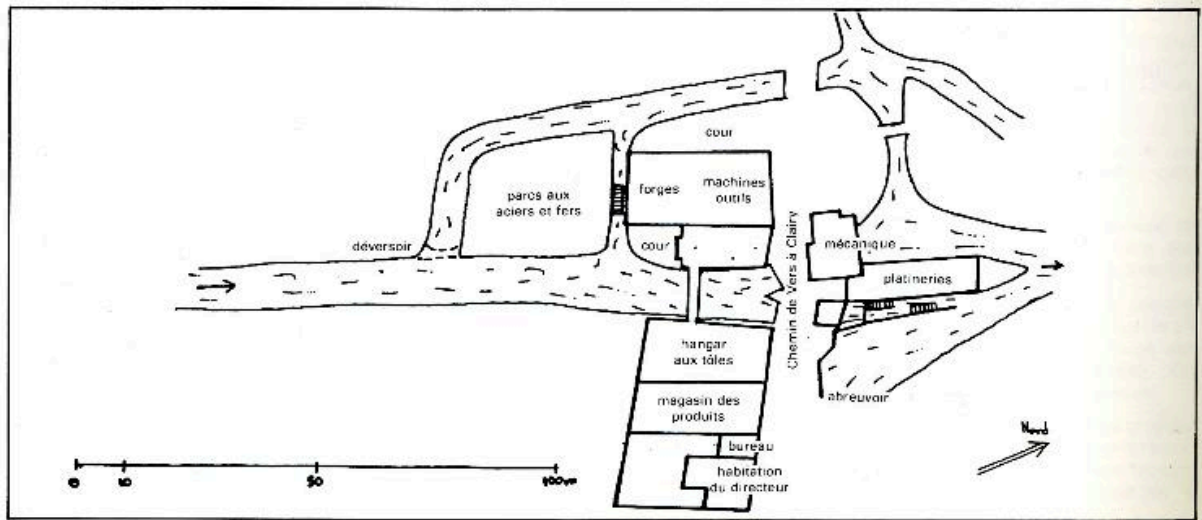 cour
parcs aux
aciers et fers
forges
machines
outils
déversoir
cour
mécanique
platineries
Chemin de Vers à Clairy
hangar
aux tôles
magasin des
produits
abreuvoir
bureau
habitation
du directeur
Nord
0
10
50
100 m